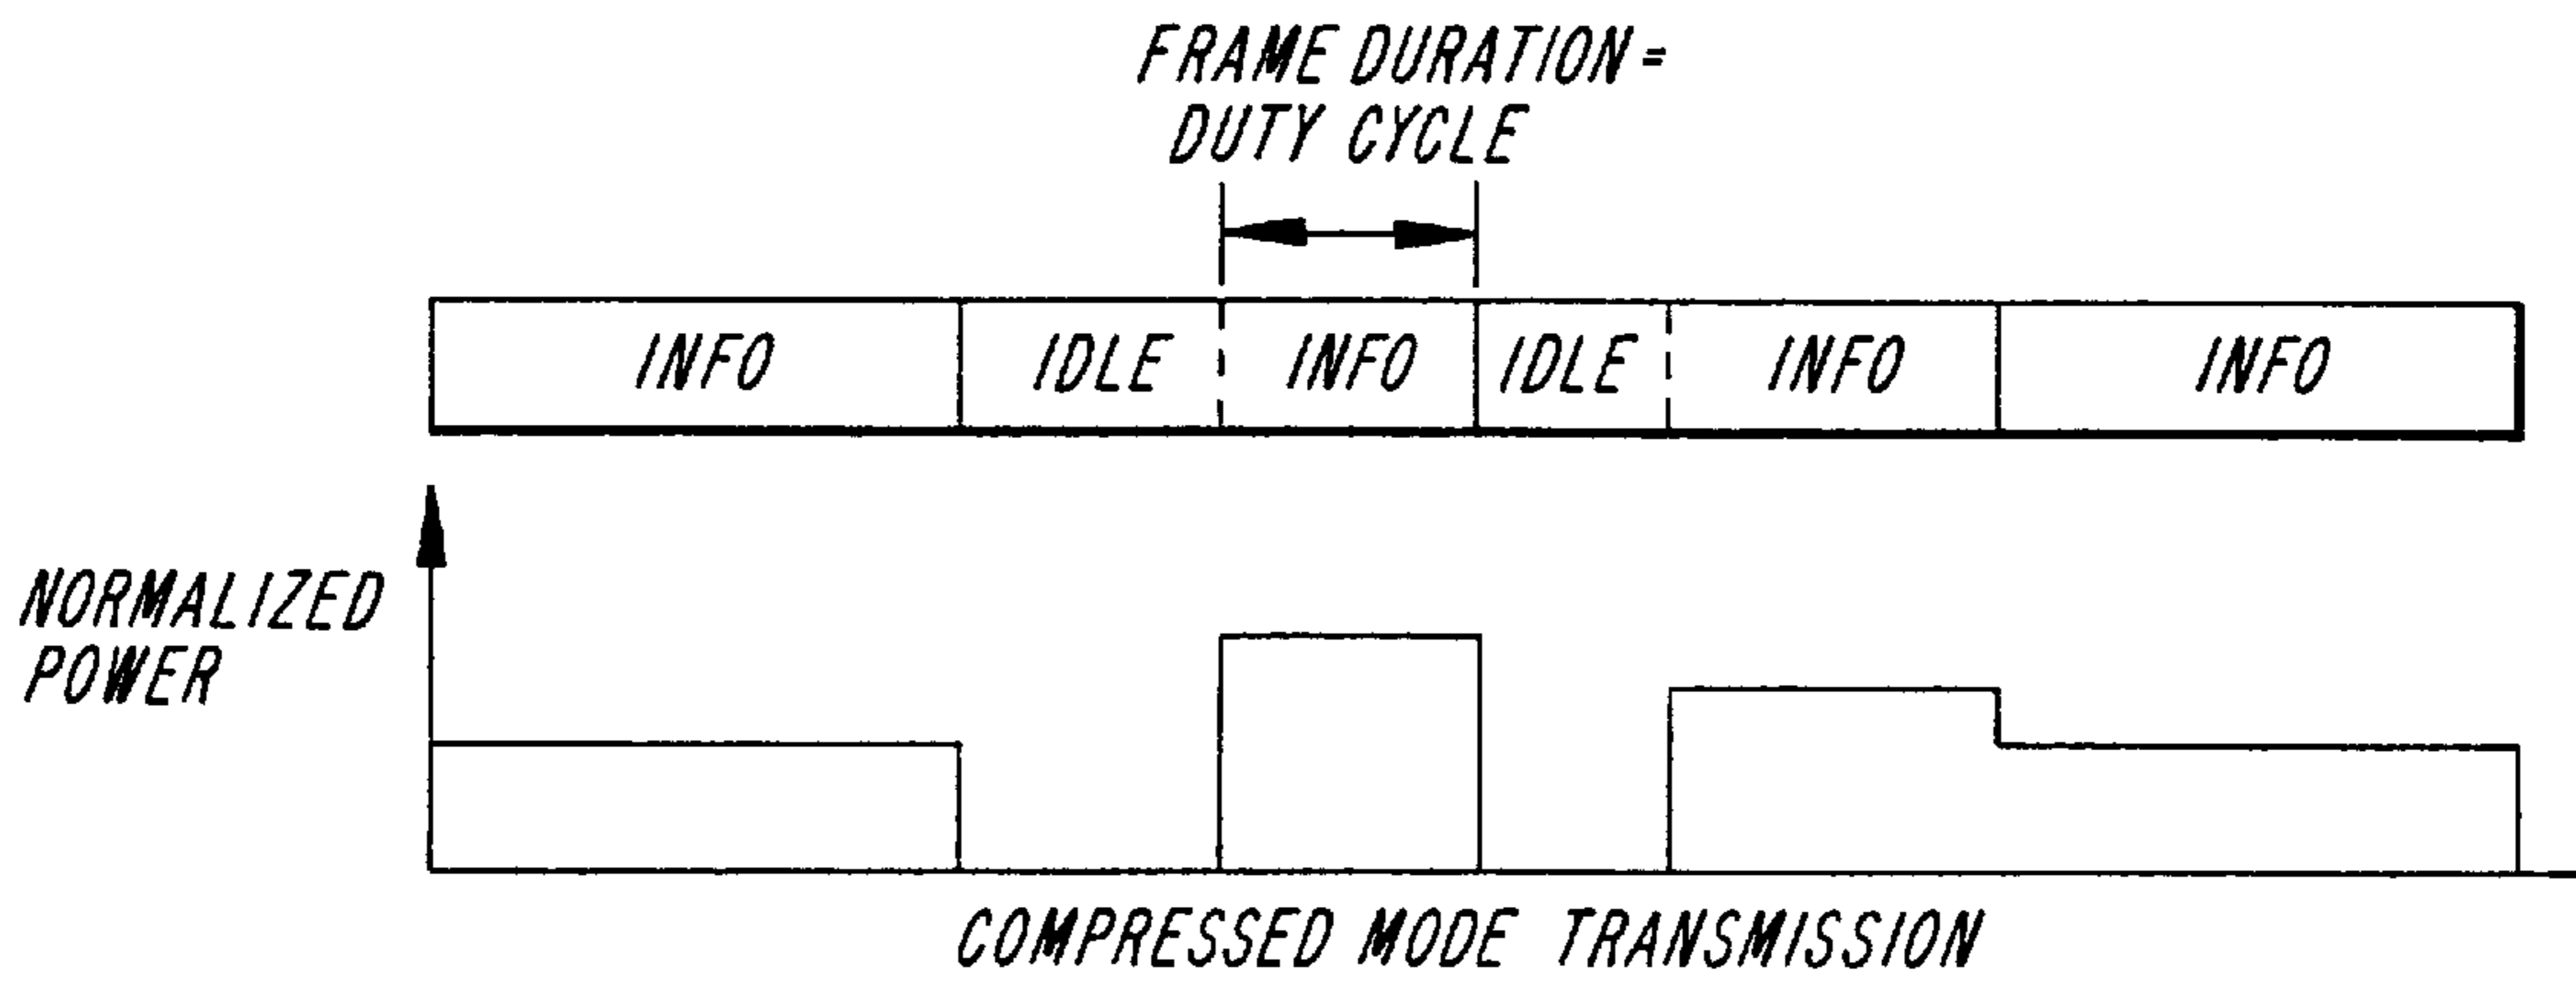 FRAME DURATION=
DUTY CYCLE
INFO IDLE INFO IDLE INFO INFO
NORMALIZED
POWER
COMPRESSED MODE TRANSMISSION